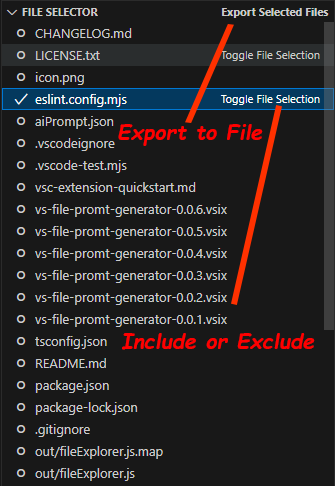 FILE SELECTOR Export Selected Files
CHANGELOG.md
LICENSE.txt Toggle File Selection
icon.png
eslint.config.mjs Toggle File Selection
aiPrompt.json
Export to File
.vscodeignore
.vscode-test.mjs
vsc-extension-quickstart.md
vs-file-promt-generator-0.0.6.vsix
vs-file-promt-generator-0.0.5.vsix
vs-file-promt-generator-0.0.4.vsix
vs-file-promt-generator-0.0.3.vsix
vs-file-promt-generator-0.0.2.vsix
vs-file-promt-generator-0.0.1.vsix
tsconfig.json Include or Exclude
README.md
package.json
package-lock.json
.gitignore
out/fileExplorer.js.map
out/fileExplorer.js